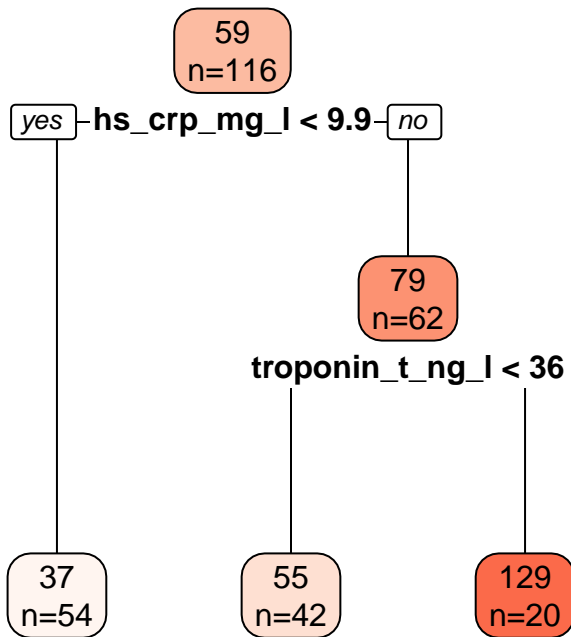 59
n=116
yes hs_crp_mg_l < 9.9 no
79
n=62
troponin_t_ng_l < 36
37
n=54
55
n=42
129
n=20